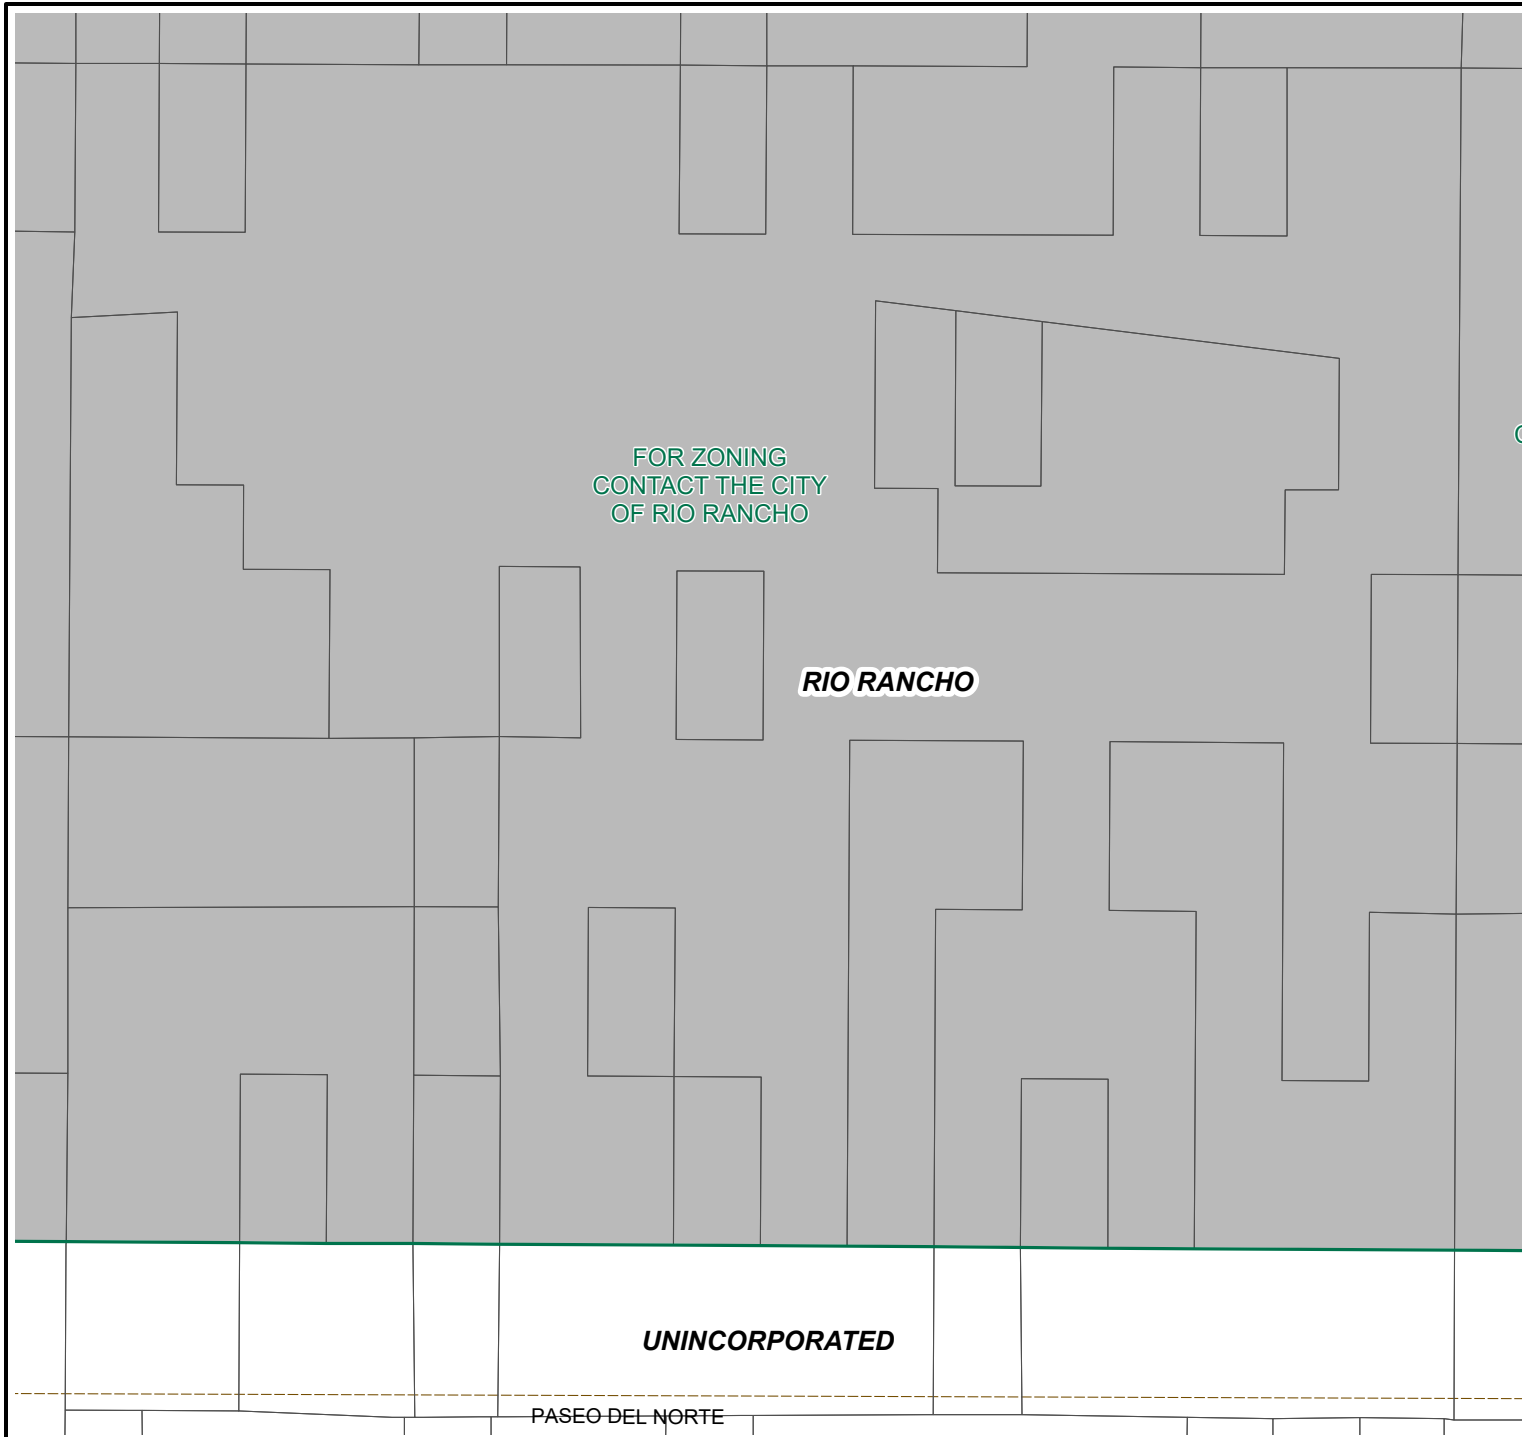 FOR ZONING
CONTACT THE CITY
OF RIO RANCHO
RIO RANCHO
UNINCORPORATED
PASEO DEL NORTE